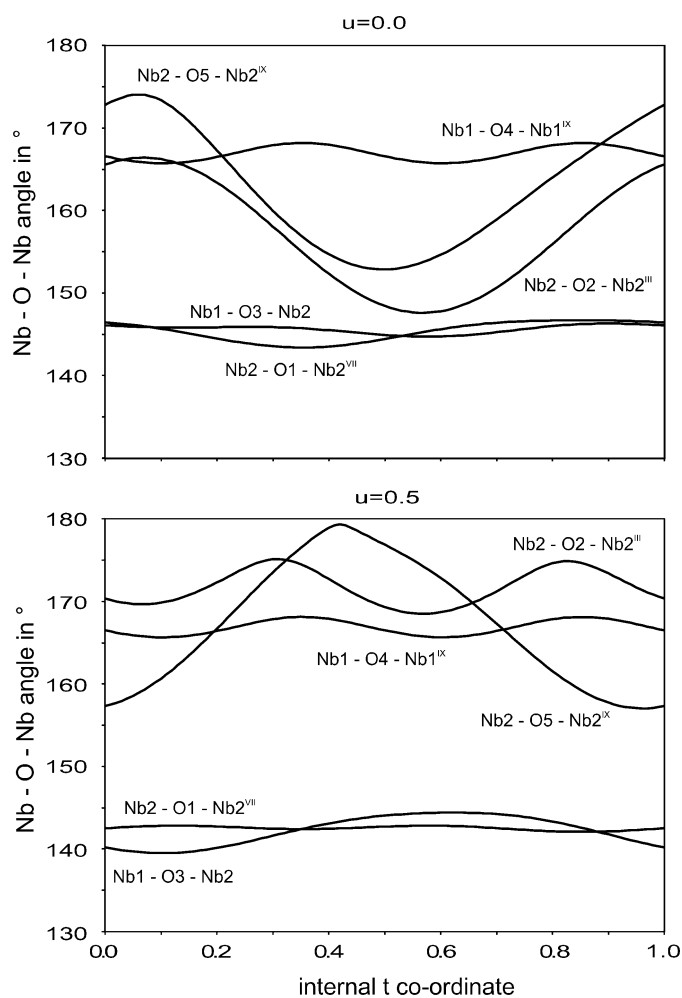 u=0.0
180
Nb2 - O5 - Nb2ᴵˣ
170
Nb1 - O4 - Nb1ᴵˣ
160
Nb2 - O2 - Nb2ᴵᴵᴵ
150
Nb1 - O3 - Nb2
Nb2 - O1 - Nb2ⱽᴵᴵ
140
130
Nb - O - Nb angle in °
u=0.5
180
Nb2 - O2 - Nb2ᴵᴵᴵ
170
Nb1 - O4 - Nb1ᴵˣ
160
Nb2 - O5 - Nb2ᴵˣ
150
Nb2 - O1 - Nb2ⱽᴵᴵ
140
Nb1 - O3 - Nb2
130
Nb - O - Nb angle in °
0.0 0.2 0.4 0.6 0.8 1.0
internal t co-ordinate